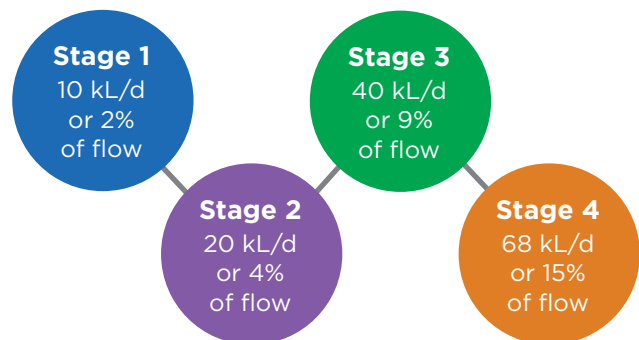 Stage 1
10 kL/d
or 2%
of flow
Stage 2
20 kL/d
or 4%
of flow
Stage 3
40 kL/d
or 9%
of flow
Stage 4
68 kL/d
or 15%
of flow